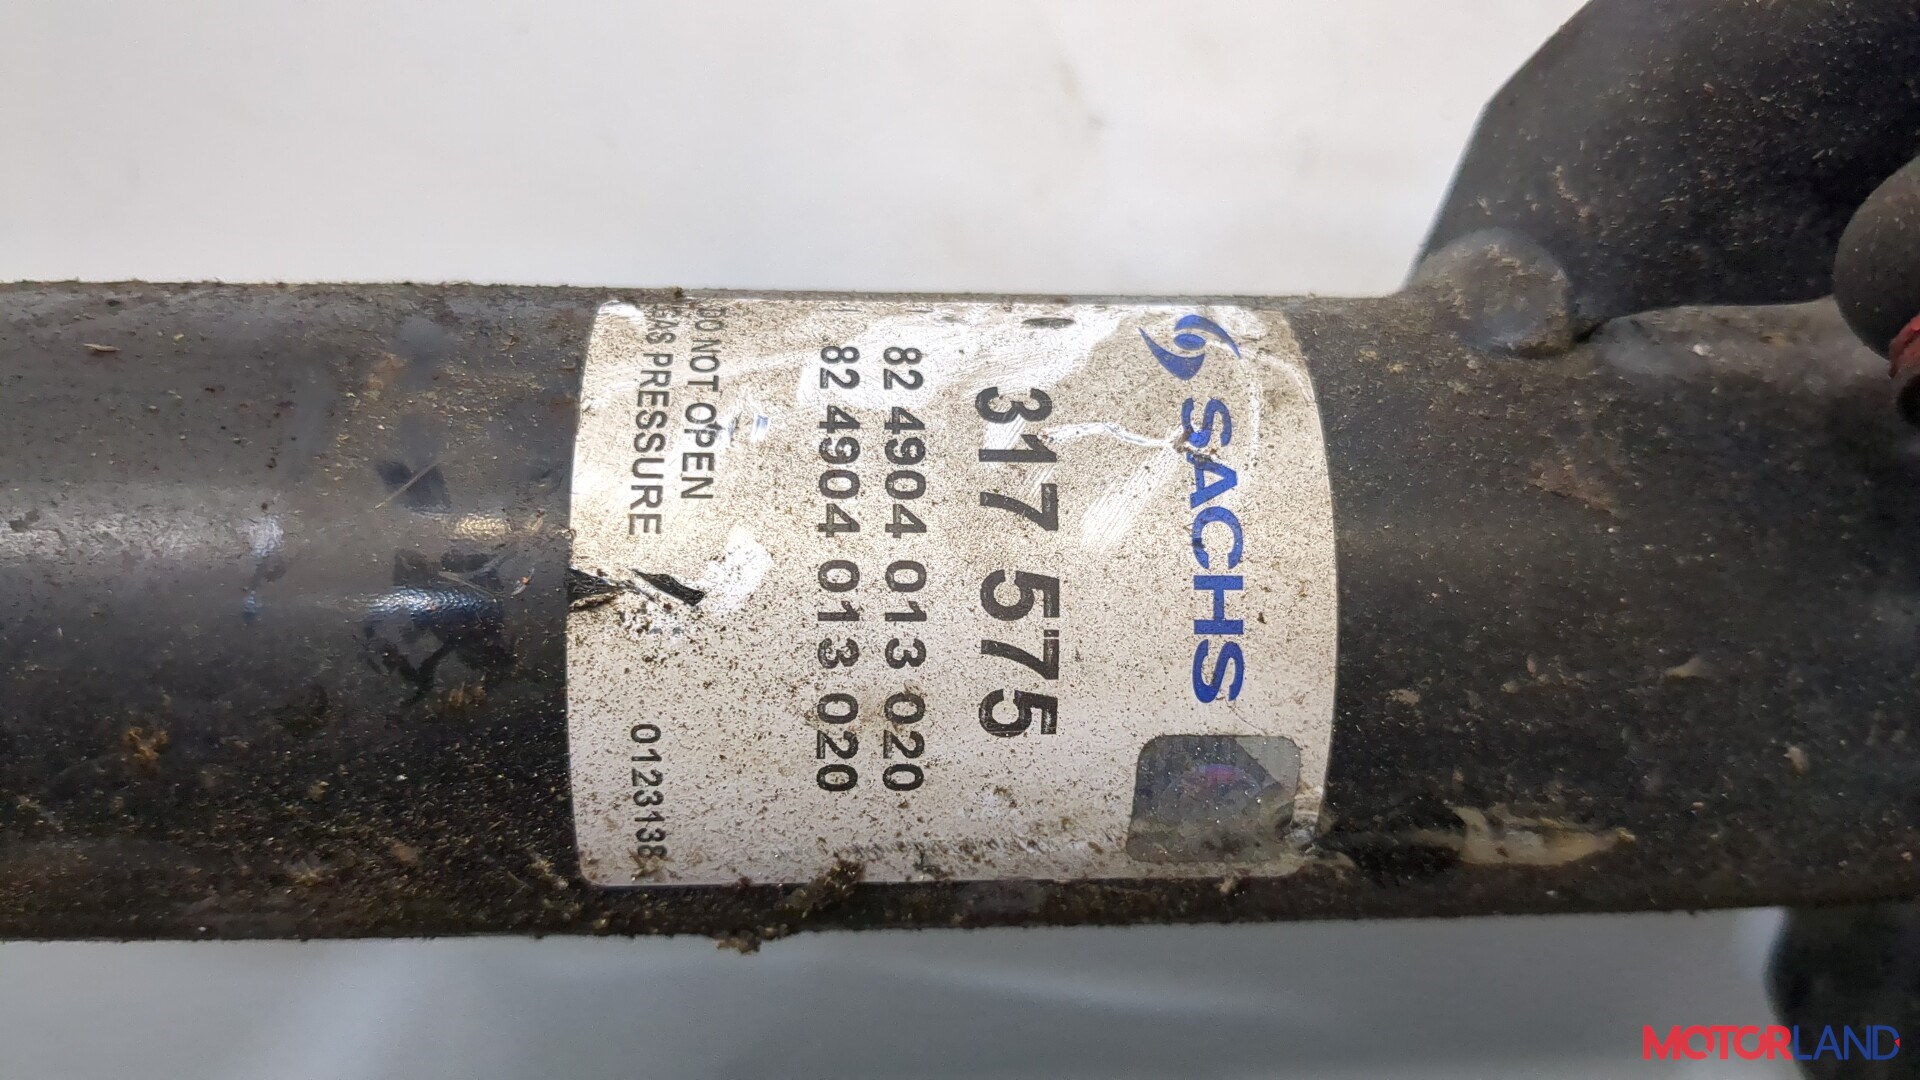 SACHS
317 575
82 4904 013 020
82 4904 013 020
DO NOT OPEN
GAS PRESSURE
0123138
MOTORLAND